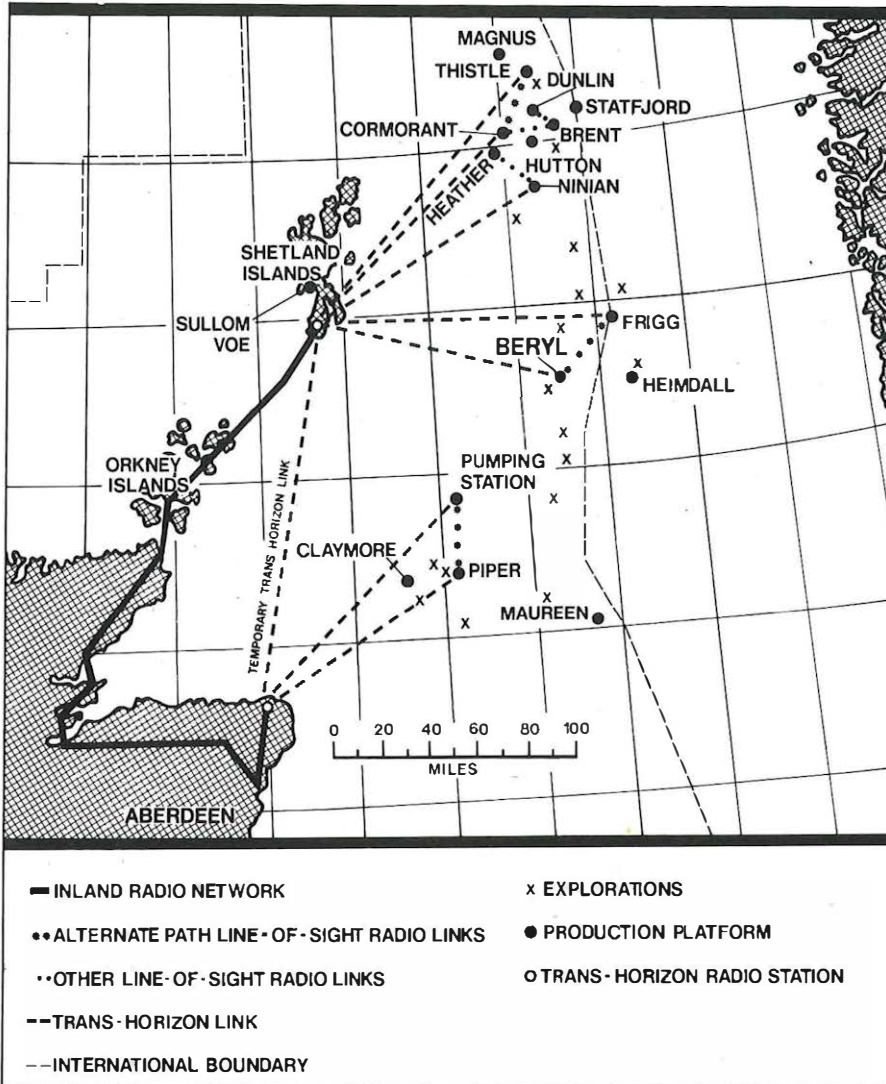 MAGNUS
THISTLE
DUNLIN
STATFJORD
CORMORANT
BRENT
HUTTON
HEATHER
NINIAN
SHETLAND
ISLANDS
SULLOM
VOE
FRIGG
BERYL
HEIMDALL
ORKNEY
ISLANDS
PUMPING
STATION
TEMPORARY TRANS HORIZON LINK
CLAYMORE
PIPER
MAUREEN
0 20 40 60 80 100
MILES
ABERDEEN
INLAND RADIO NETWORK
ALTERNATE PATH LINE-OF-SIGHT RADIO LINKS
OTHER LINE-OF-SIGHT RADIO LINKS
TRANS-HORIZON LINK
INTERNATIONAL BOUNDARY
x EXPLORATIONS
PRODUCTION PLATFORM
TRANS-HORIZON RADIO STATION